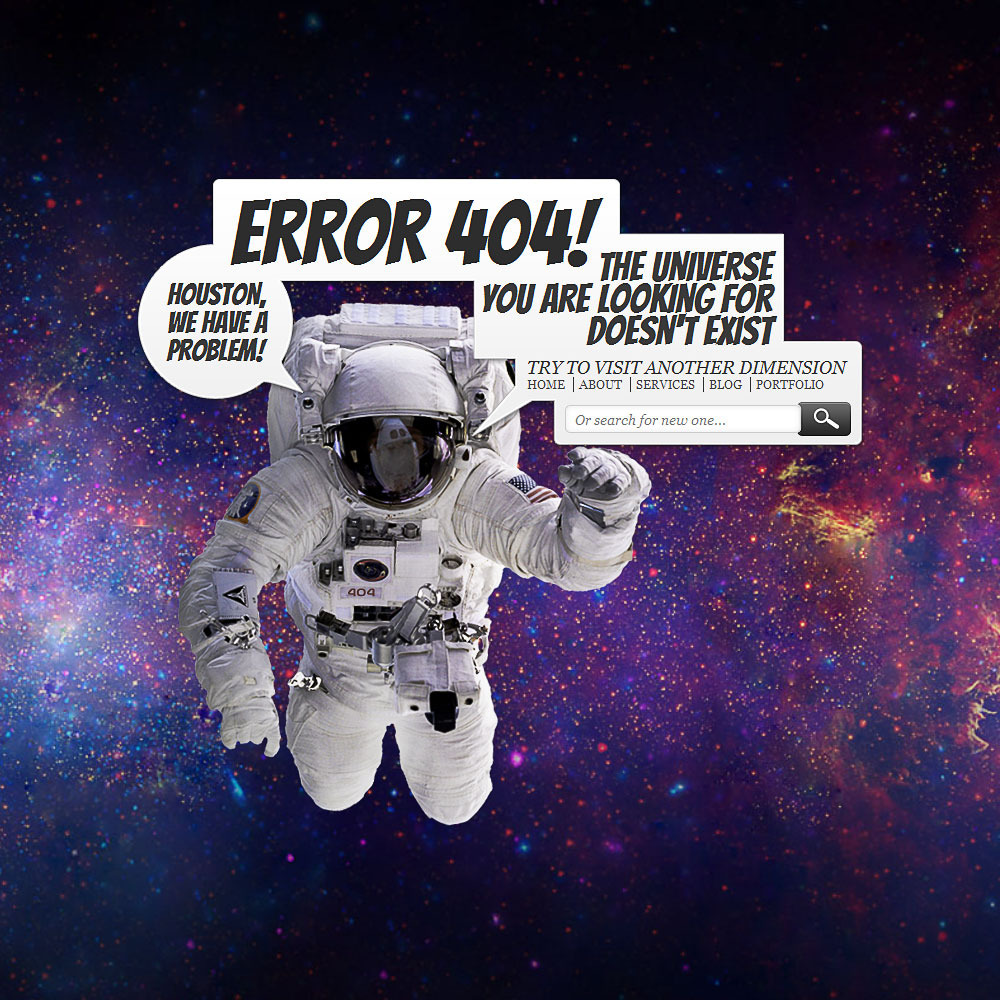 ERROR 404!
HOUSTON,
WE HAVE A
PROBLEM!
THE UNIVERSE
YOU ARE LOOKING FOR
DOESN'T EXIST
TRY TO VISIT ANOTHER DIMENSION
HOME | ABOUT | SERVICES | BLOG | PORTFOLIO
Or search for new one...
404